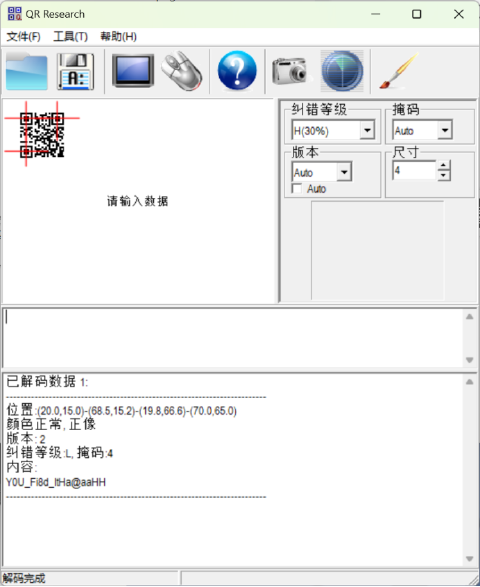 QR Research
文件(F) 工具(T) 帮助(H)
A:
?
纠错等级
H(30%)
掩码
Auto
版本
Auto
Auto
尺寸
4
请输入数据
已解码数据 1:
------------------------------------------------------------
位置:(20.0,15.0)-(68.5,15.2)-(19.8,66.6)-(70.0,65.0)
颜色正常, 正像
版本: 2
纠错等级:L, 掩码:4
内容:
Y0U_Fi8d_ItHa@aaHH
------------------------------------------------------------
解码完成